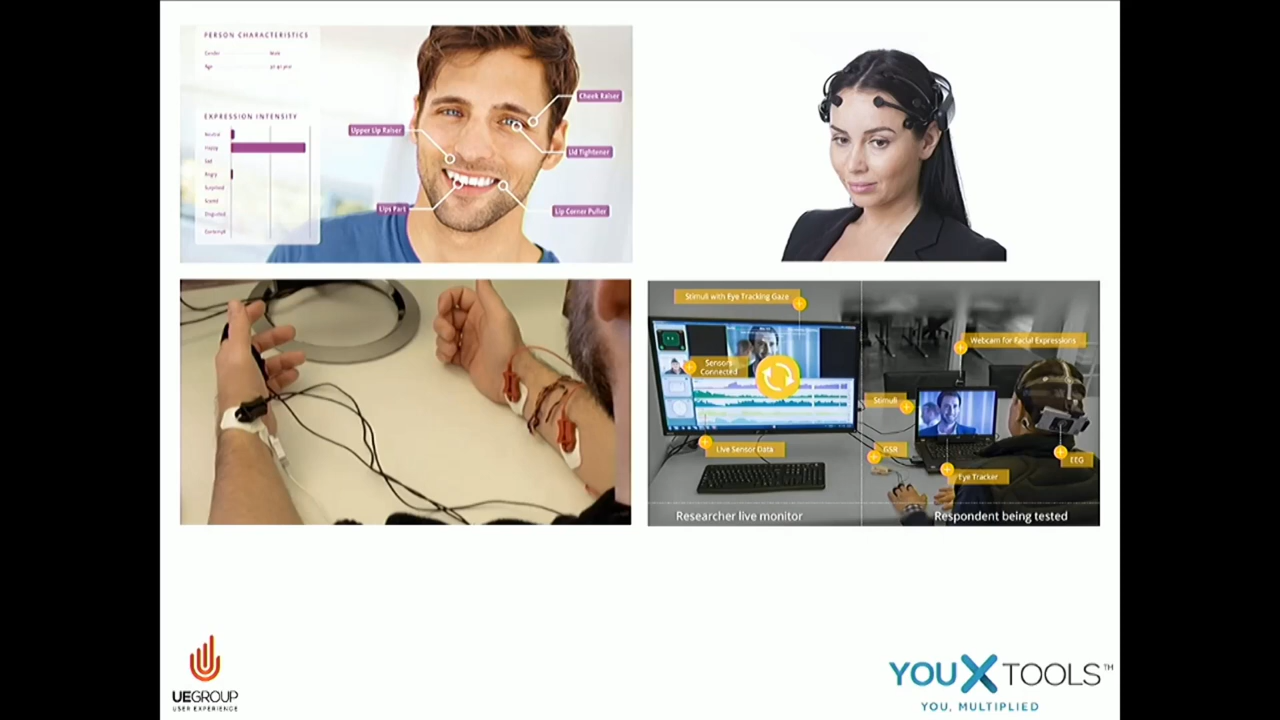 PERSON CHARACTERISTICS
Gender Male
Age
EXPRESSION INTENSITY
Neutral
Happy
Sad
Angry
Surprised
Scared
Disgusted
Contempt
Cheek Raiser
Upper Lip Raiser
Lid Tightener
Lips Part
Lip Corner Puller
Stimuli with Eye Tracking Gaze
Webcam for Facial Expressions
Sensors
Connected
Stimuli
Live Sensor Data
GSR
EEG
Eye Tracker
Researcher live monitor
Respondent being tested
UEGROUP
USER EXPERIENCE
YOUXTOOLS™
YOU, MULTIPLIED